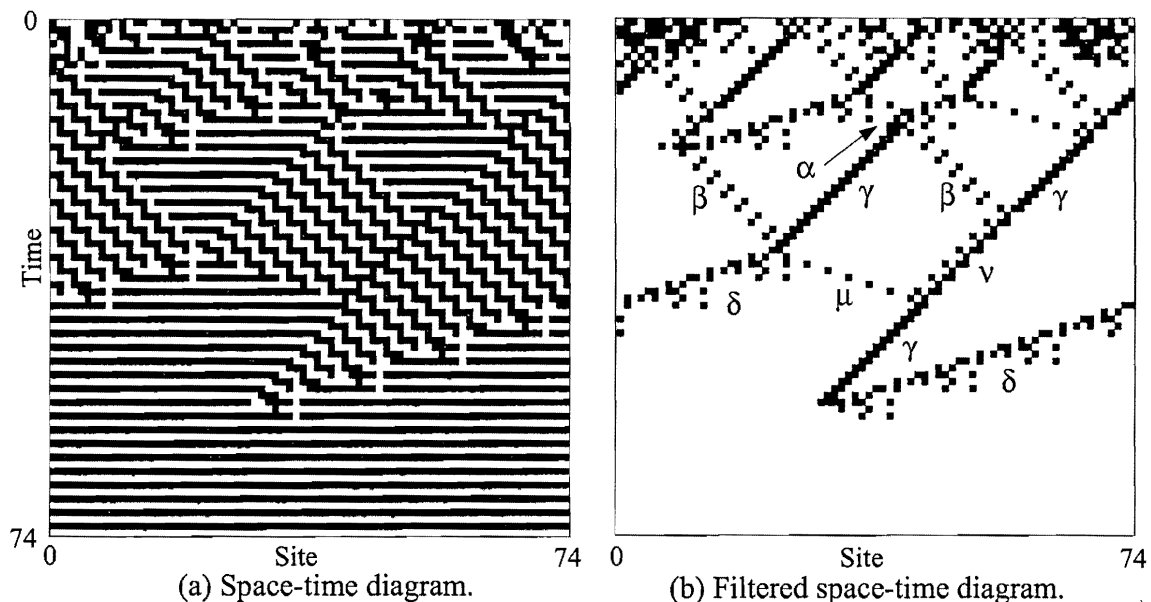 0
Time
74
0 Site 74
(a) Space-time diagram.
α
β
γ
β
γ
ν
δ
μ
γ
δ
0 Site 74
(b) Filtered space-time diagram.